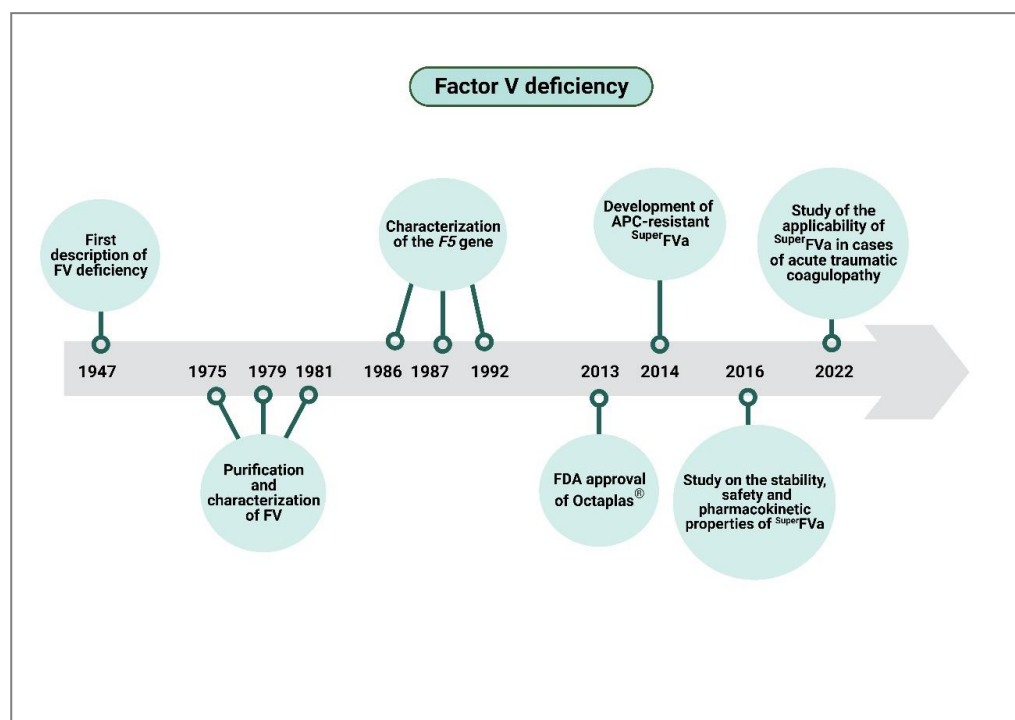 Factor V deficiency
First
description of
FV deficiency
Characterization
of the F5 gene
Development of
APC-resistant
SuperFVa
Study of the
applicability of
SuperFVa in cases
of acute traumatic
coagulopathy
1947 1975 1979 1981 1986 1987 1992 2013 2014 2016 2022
Purification
and
characterization
of FV
FDA approval
of Octaplas®
Study on the stability,
safety and
pharmacokinetic
properties of SuperFVa